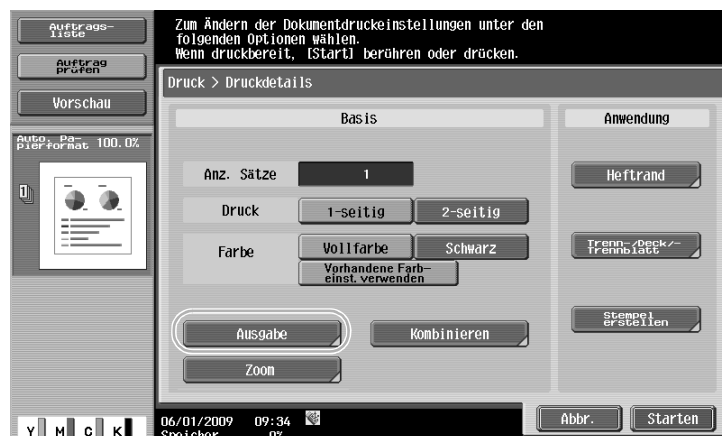 Auftrags-
liste
Auftrag
prüfen
Vorschau
Auto. Pa-
pierformat 100.0%
Zum Ändern der Dokumentdruckeinstellungen unter den
folgenden Optionen wählen.
Wenn druckbereit, [Start] berühren oder drücken.
Druck > Druckdetails
Basis
Anz. Sätze 1
Druck 1-seitig 2-seitig
Farbe Vollfarbe Schwarz
Vorhandene Farb-
einst. verwenden
Ausgabe Kombinieren
Zoom
Anwendung
Heftrand
Trenn-/Deck/-
Trennblatt
Stempel
erstellen
Y M C K
06/01/2009 09:34
Speicher 0%
Abbr. Starten